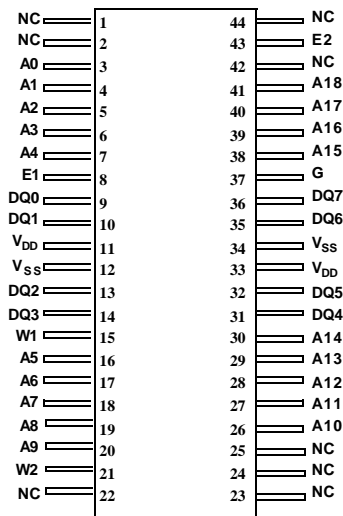 NC 1 44 NC
NC 2 43 E2
A0 3 42 NC
A1 4 41 A18
A2 5 40 A17
A3 6 39 A16
A4 7 38 A15
E1 8 37 G
DQ0 9 36 DQ7
DQ1 10 35 DQ6
VDD 11 34 VSS
VSS 12 33 VDD
DQ2 13 32 DQ5
DQ3 14 31 DQ4
W1 15 30 A14
A5 16 29 A13
A6 17 28 A12
A7 18 27 A11
A8 19 26 A10
A9 20 25 NC
W2 21 24 NC
NC 22 23 NC